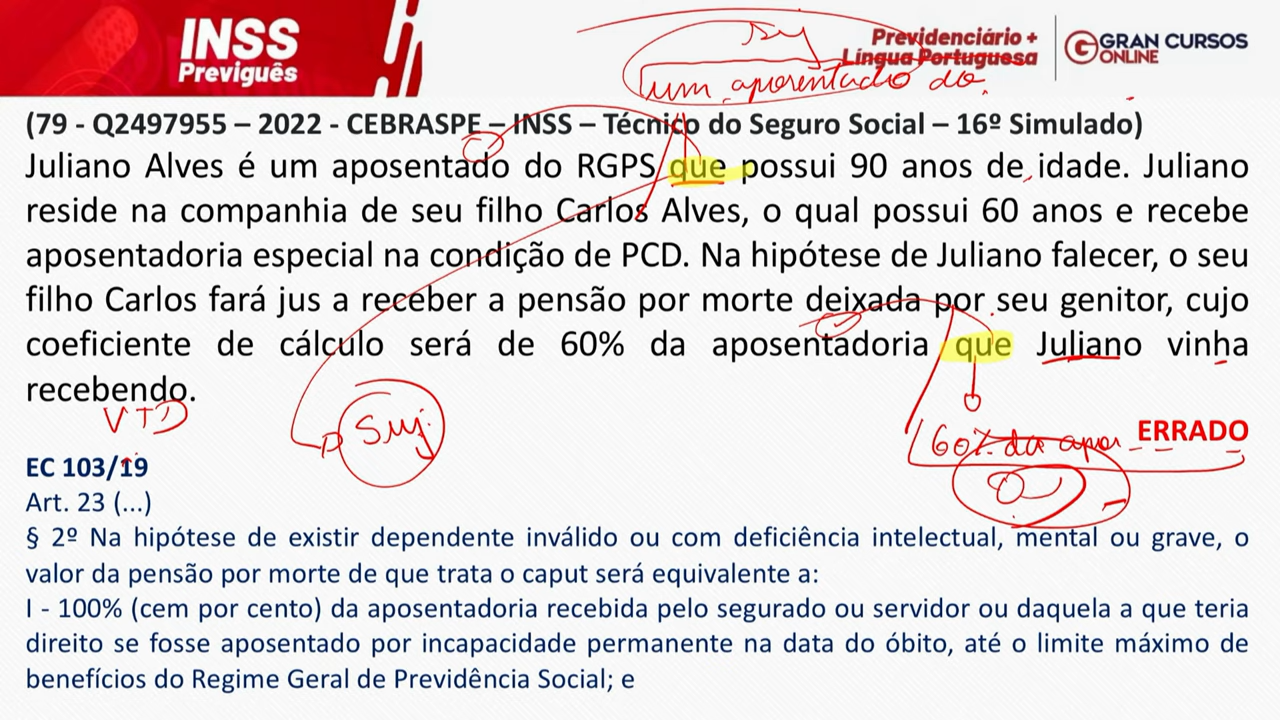 INSS
Previguês
Previdenciário +
Língua Portuguesa
GRAN CURSOS
ONLINE
Suj
um aposentado do
(79 - Q2497955 – 2022 - CEBRASPE – INSS – Técnico do Seguro Social – 16º Simulado)
Juliano Alves é um aposentado do RGPS que possui 90 anos de idade. Juliano
reside na companhia de seu filho Carlos Alves, o qual possui 60 anos e recebe
aposentadoria especial na condição de PCD. Na hipótese de Juliano falecer, o seu
filho Carlos fará jus a receber a pensão por morte deixada por seu genitor, cujo
coeficiente de cálculo será de 60% da aposentadoria que Juliano vinha
recebendo.
VTD
Suj.
60% da apos
ERRADO
EC 103/19
Art. 23 (...)
§ 2º Na hipótese de existir dependente inválido ou com deficiência intelectual, mental ou grave, o
valor da pensão por morte de que trata o caput será equivalente a:
I - 100% (cem por cento) da aposentadoria recebida pelo segurado ou servidor ou daquela a que teria
direito se fosse aposentado por incapacidade permanente na data do óbito, até o limite máximo de
benefícios do Regime Geral de Previdência Social; e